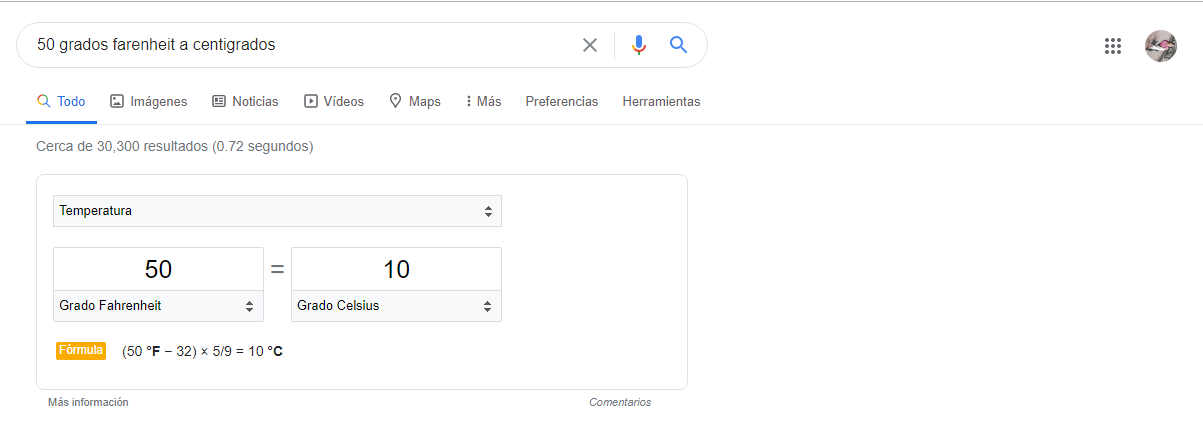 50 grados farenheit a centigrados
Todo Imágenes Noticias Vídeos Maps Más Preferencias Herramientas
Cerca de 30,300 resultados (0.72 segundos)
Temperatura
50 = 10
Grado Fahrenheit Grado Celsius
Fórmula (50 °F − 32) × 5/9 = 10 °C
Más información Comentarios